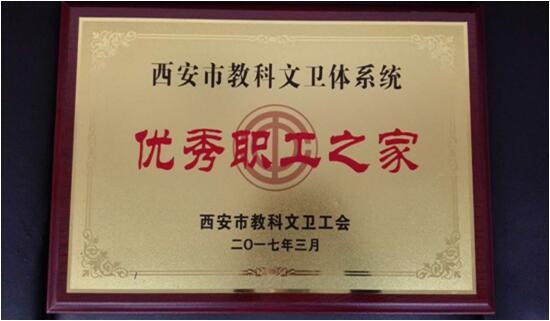 西安市教科文卫体系统
优秀职工之家
西安市教科文卫工会
二〇一七年三月